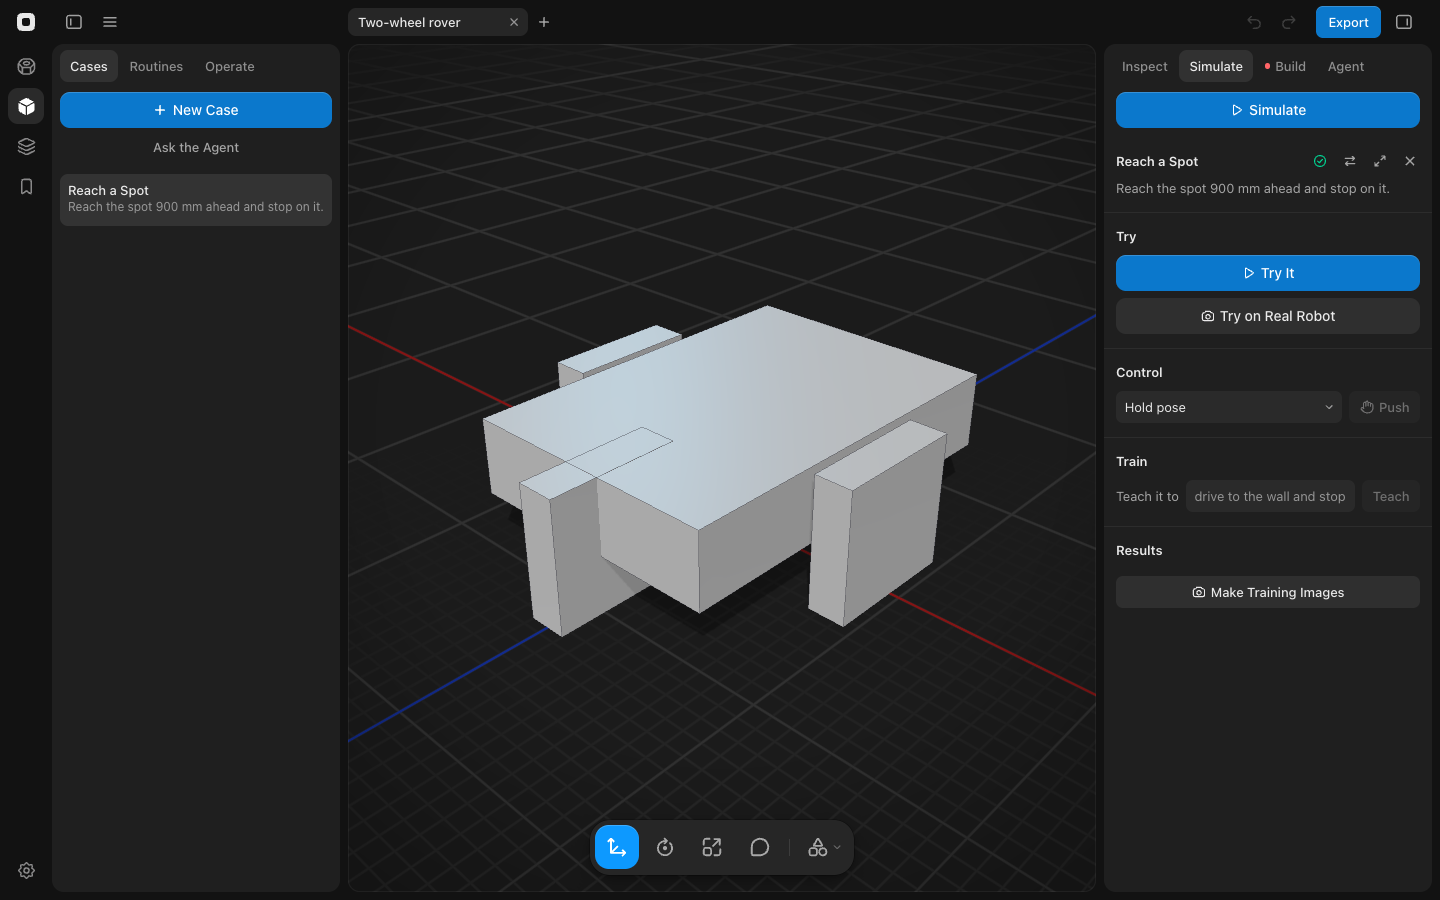 Two-wheel rover
Export
Cases
Routines
Operate
New Case
Ask the Agent
Reach a Spot
Reach the spot 900 mm ahead and stop on it.
Inspect
Simulate
Build
Agent
Simulate
Reach a Spot
Reach the spot 900 mm ahead and stop on it.
Try
Try It
Try on Real Robot
Control
Hold pose
Push
Train
Teach it to
drive to the wall and stop
Teach
Results
Make Training Images